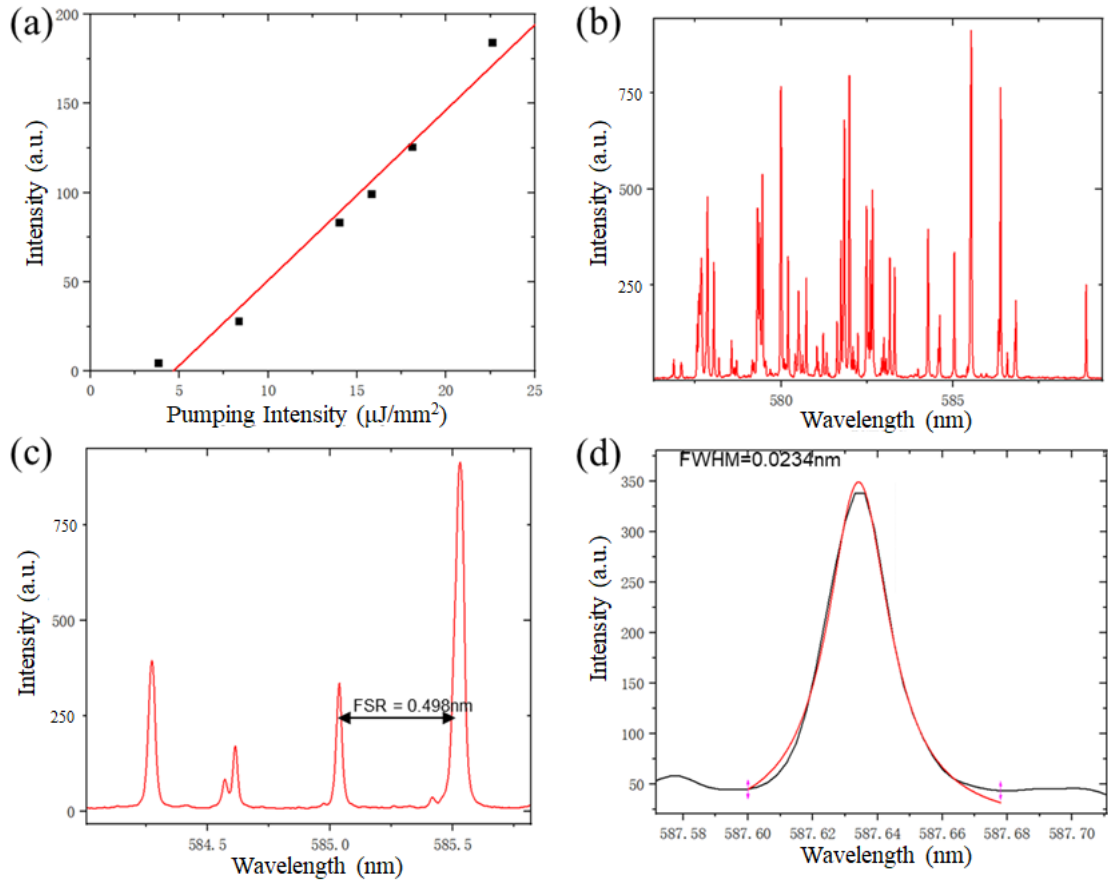 (a)
200
150
100
50
0
Intensity (a.u.)
0 5 10 15 20 25
Pumping Intensity (μJ/mm²)
(b)
750
500
250
Intensity (a.u.)
580 585
Wavelength (nm)
(c)
750
500
250
0
Intensity (a.u.)
FSR = 0.498nm
584.5 585.0 585.5
Wavelength (nm)
(d)
FWHM=0.0234nm
350
300
250
200
150
100
50
Intensity (a.u.)
587.58 587.60 587.62 587.64 587.66 587.68 587.70
Wavelength (nm)